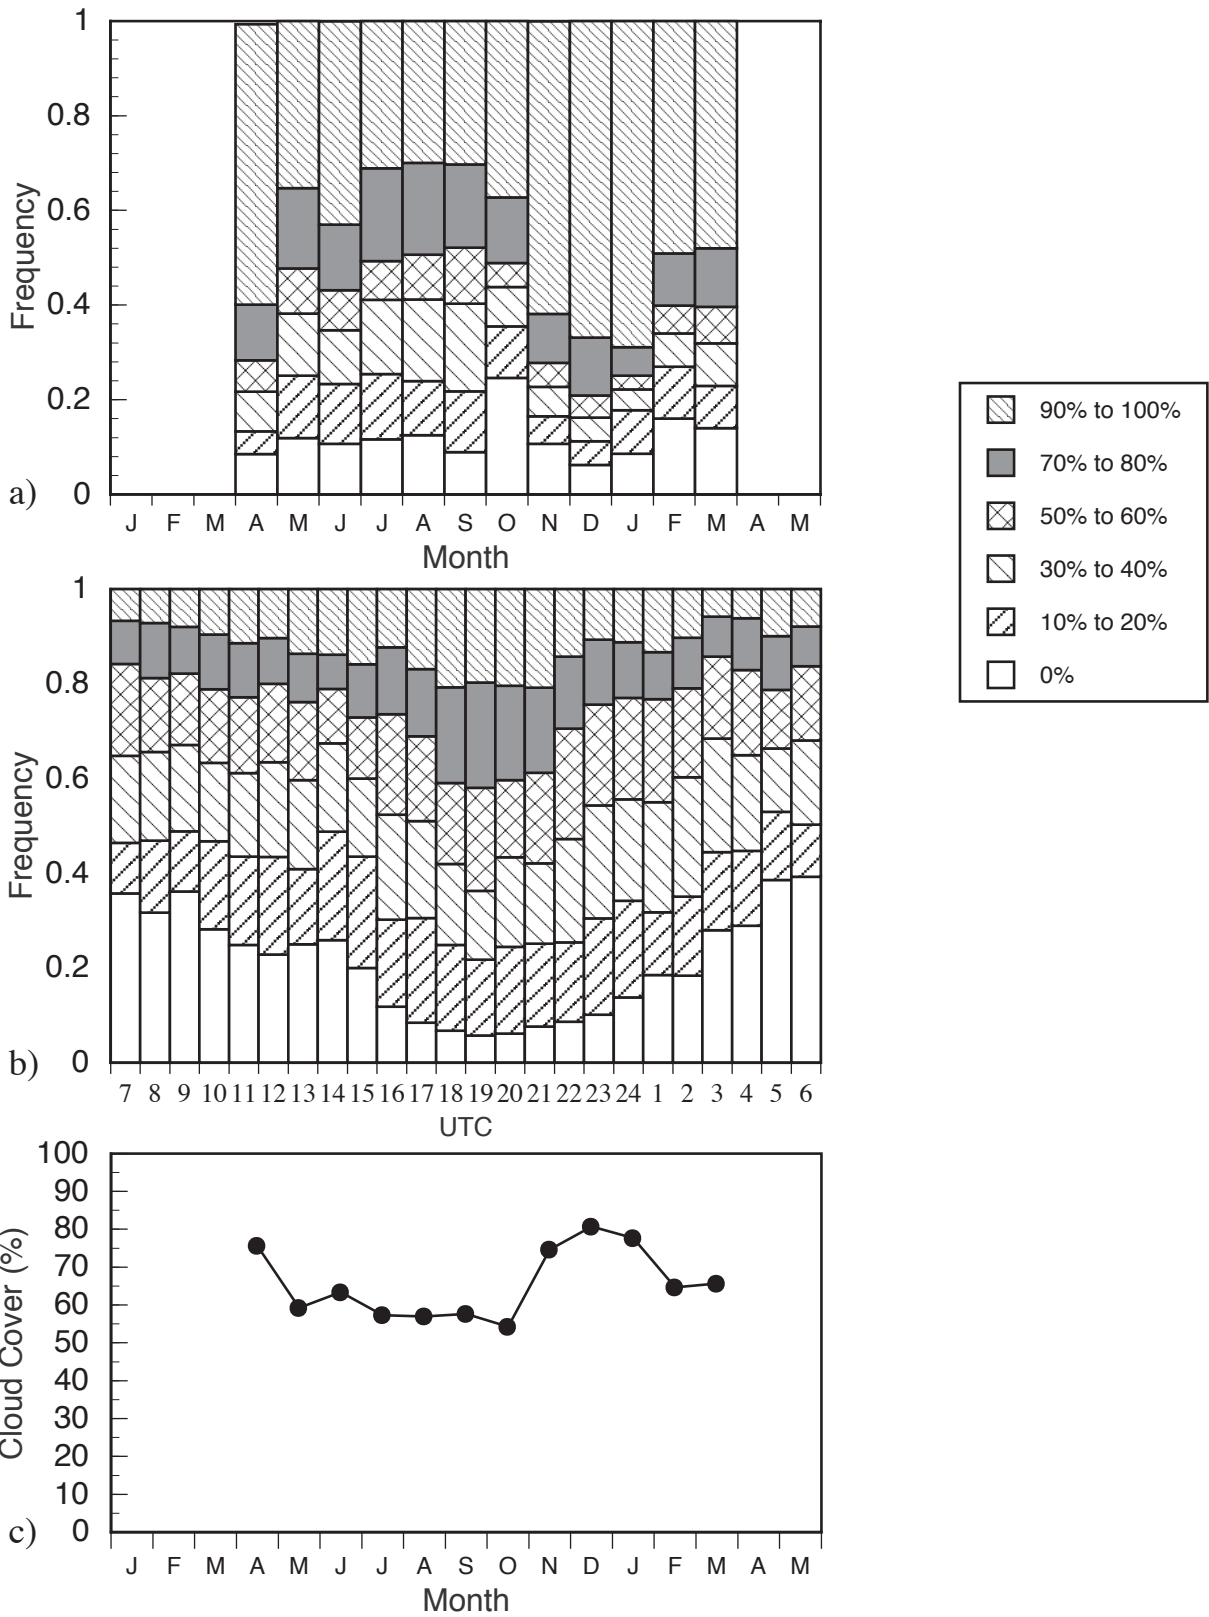 1
0.8
0.6
0.4
0.2
0
Frequency
a)
J F M A M J J A S O N D J F M A M
Month
90% to 100%
70% to 80%
50% to 60%
30% to 40%
10% to 20%
0%
1
0.8
0.6
0.4
0.2
0
Frequency
b)
7 8 9 10 11 12 13 14 15 16 17 18 19 20 21 22 23 24 1 2 3 4 5 6
UTC
100
90
80
70
60
50
40
30
20
10
0
Cloud Cover (%)
c)
J F M A M J J A S O N D J F M A M
Month